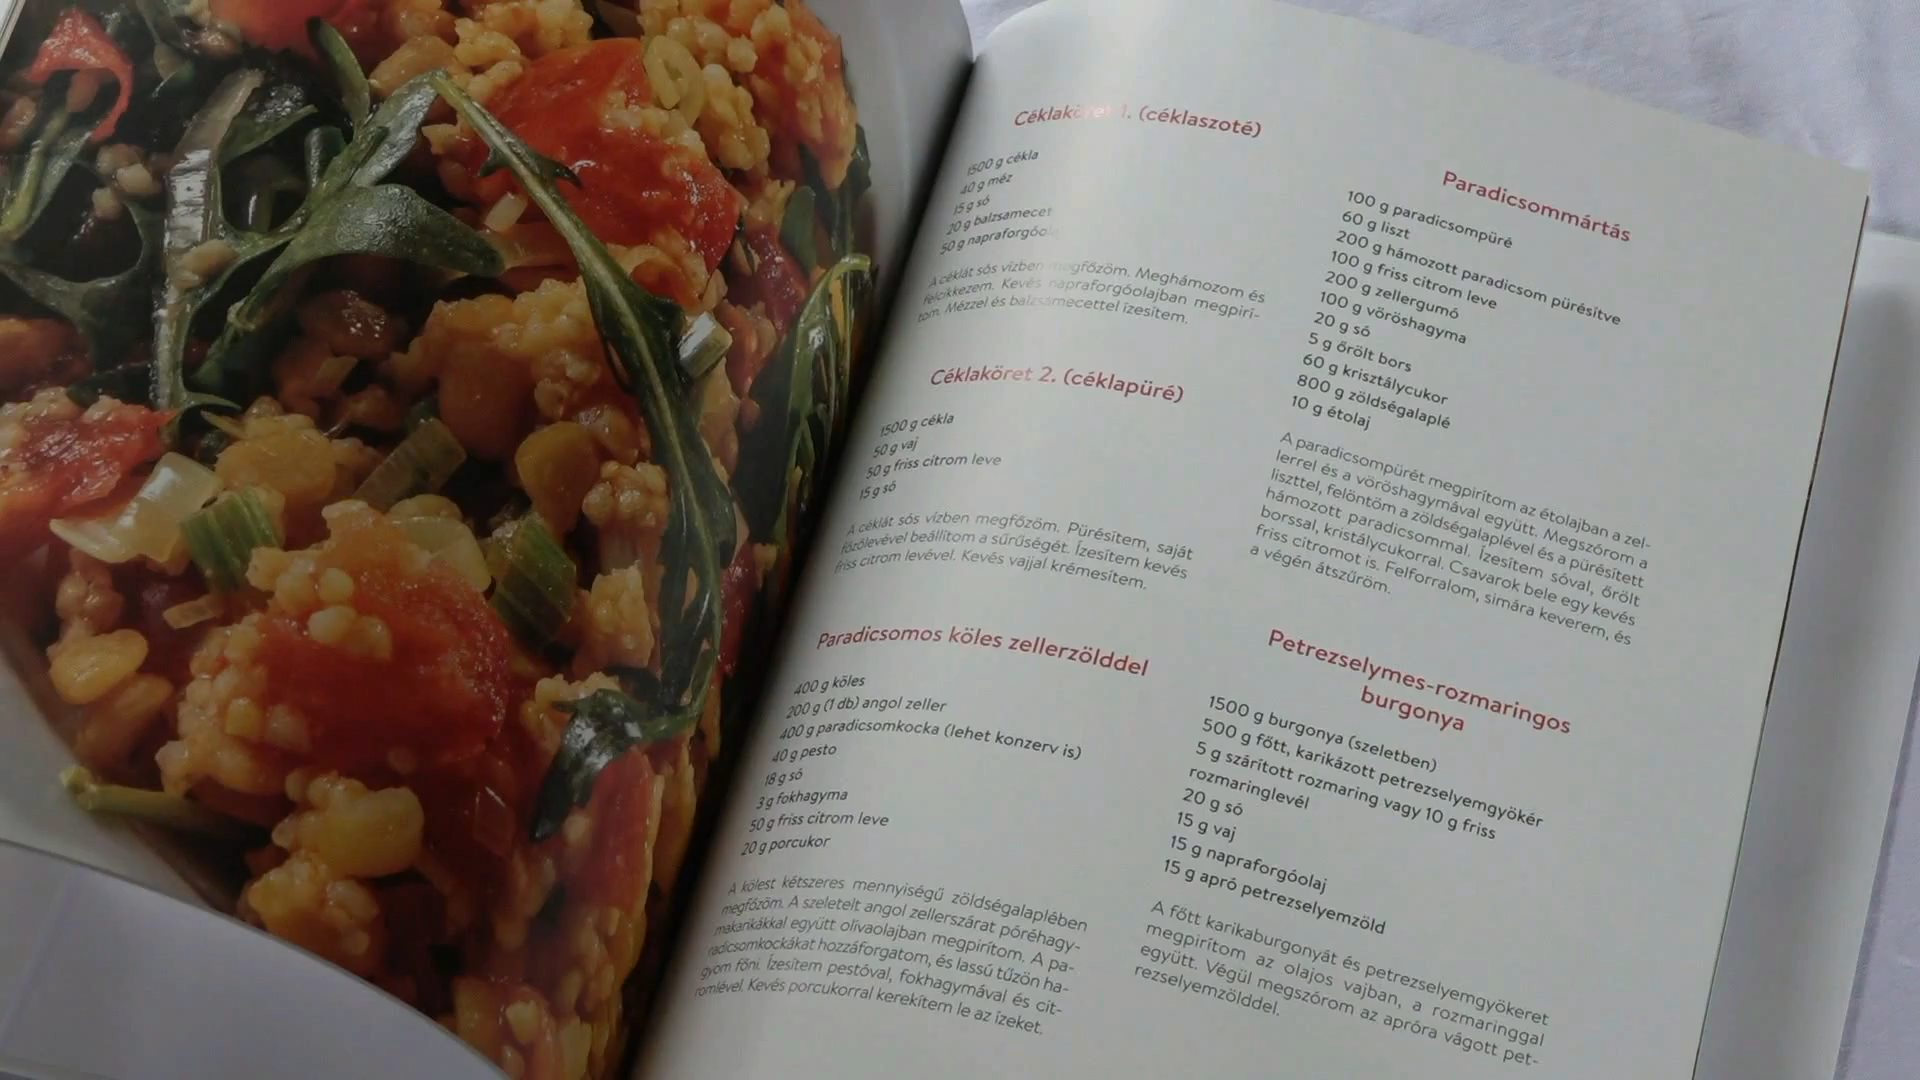 Céklaköret 1. (céklaszoté)
1500 g cékla
40 g méz
15 g só
20 g balzsamecet
50 g napraforgóolaj
A céklát sós vízben megfőzöm. Meghámozom és
felcikkezem. Kevés napraforgóolajban megpirí-
tom. Mézzel és balzsamecettel ízesítem.
Céklaköret 2. (céklapüré)
1500 g cékla
50 g vaj
50 g friss citrom leve
15 g só
A céklát sós vízben megfőzöm. Pürésítem, saját
főzőlevével beállítom a sűrűségét. Ízesítem kevés
friss citrom levével. Kevés vajjal krémesítem.
Paradicsomos köles zellerzölddel
400 g köles
200 g (1 db) angol zeller
400 g paradicsomkocka (lehet konzerv is)
40 g pesto
18 g só
3 g fokhagyma
50 g friss citrom leve
20 g porcukor
A kölest kétszeres mennyiségű zöldségalaplében
megfőzöm. A szeletelt angol zellerszárat póréhagy-
makarikákkal együtt olívaolajban megpirítom. A pa-
radicsomkockákat hozzáforgatom, és lassú tűzön ha-
gyom főni. Ízesítem pestóval, fokhagymával és cit-
romlével. Kevés porcukorral kerekítem le az ízeket.
Paradicsommártás
100 g paradicsompüré
60 g liszt
200 g hámozott paradicsom pürésítve
100 g friss citrom leve
200 g zellergumó
100 g vöröshagyma
20 g só
5 g őrölt bors
60 g kristálycukor
800 g zöldségalaplé
10 g étolaj
A paradicsompürét megpirítom az étolajban a zel-
lerrel és a vöröshagymával együtt. Megszórom a
liszttel, felöntöm a zöldségalaplével és a pürésített
hámozott paradicsommal. Ízesítem sóval, őrölt
borssal, kristálycukorral. Csavarok bele egy kevés
friss citromot is. Felforralom, simára keverem, és
a végén átszűröm.
Petrezselymes-rozmaringos
burgonya
1500 g burgonya (szeletben)
500 g főtt, karikázott petrezselyemgyökér
5 g szárított rozmaring vagy 10 g friss
rozmaringlevél
20 g só
15 g vaj
15 g napraforgóolaj
15 g apró petrezselyemzöld
A főtt karikaburgonyát és petrezselyemgyökeret
megpirítom az olajos vajban, a rozmaringgal
együtt. Végül megszórom az apróra vágott pet-
rezselyemzölddel.